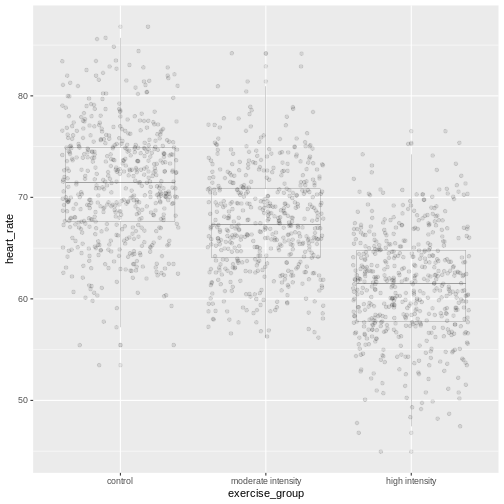 heart_rate
80
70
60
50
control
moderate intensity
high intensity
exercise_group